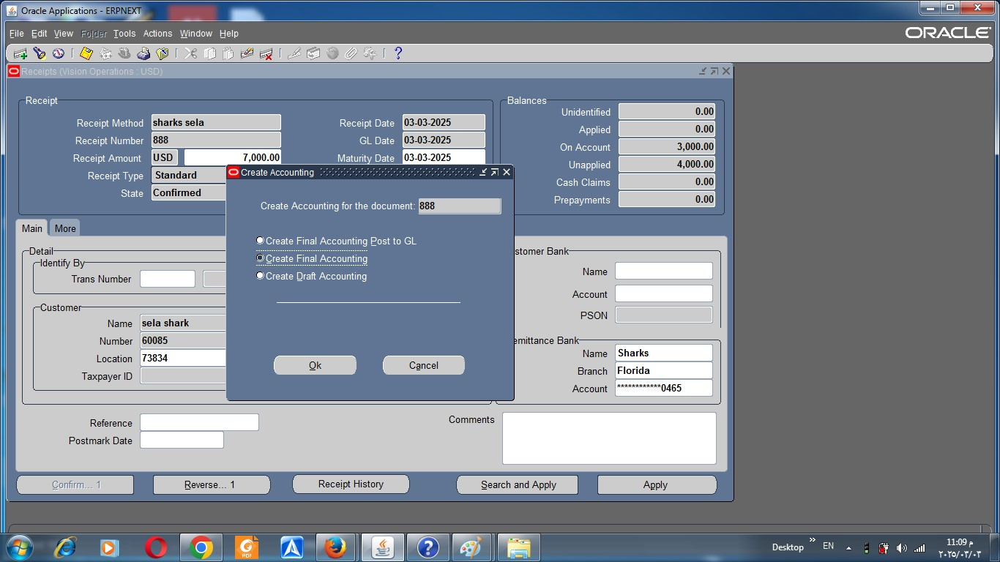 Oracle Applications - ERPNEXT
File Edit View Folder Tools Actions Window Help
ORACLE
Receipts (Vision Operations : USD)
Receipt
Receipt Method sharks sela
Receipt Number 888
Receipt Amount USD 7,000.00
Receipt Type Standard
State Confirmed
Receipt Date 03-03-2025
GL Date 03-03-2025
Maturity Date 03-03-2025
Balances
Unidentified 0.00
Applied 0.00
On Account 3,000.00
Unapplied 4,000.00
Cash Claims 0.00
Prepayments 0.00
Create Accounting
Create Accounting for the document: 888
Create Final Accounting Post to GL
Create Final Accounting
Create Draft Accounting
Ok Cancel
Main More
Detail
Identify By
Trans Number
Customer
Name sela shark
Number 60085
Location 73834
Taxpayer ID
stomer Bank
Name
Account
PSON
emittance Bank
Name Sharks
Branch Florida
Account ************0465
Reference
Postmark Date
Comments
Confirm... 1 Reverse... 1 Receipt History Search and Apply Apply
PDF
Desktop » EN
11:09 م
٢٠٢٥/٠٣/٠٣